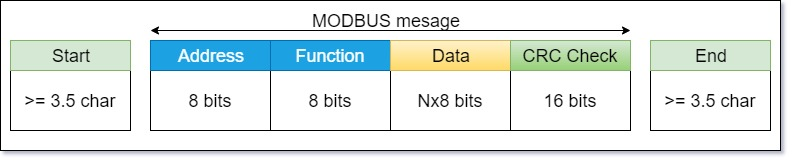 MODBUS mesage
Start Address Function Data CRC Check End
>= 3.5 char 8 bits 8 bits Nx8 bits 16 bits >= 3.5 char